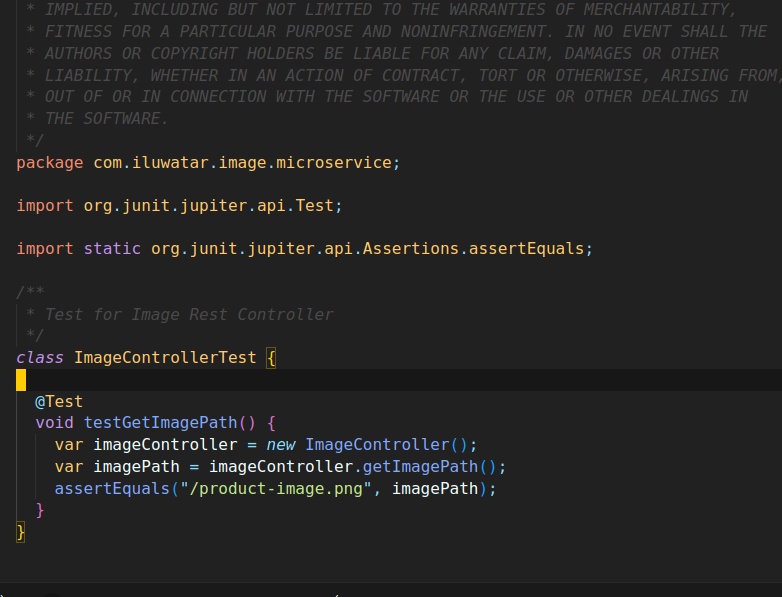 * IMPLIED, INCLUDING BUT NOT LIMITED TO THE WARRANTIES OF MERCHANTABILITY,
* FITNESS FOR A PARTICULAR PURPOSE AND NONINFRINGEMENT. IN NO EVENT SHALL THE
* AUTHORS OR COPYRIGHT HOLDERS BE LIABLE FOR ANY CLAIM, DAMAGES OR OTHER
* LIABILITY, WHETHER IN AN ACTION OF CONTRACT, TORT OR OTHERWISE, ARISING FROM,
* OUT OF OR IN CONNECTION WITH THE SOFTWARE OR THE USE OR OTHER DEALINGS IN
* THE SOFTWARE.
*/
package com.iluwatar.image.microservice;

import org.junit.jupiter.api.Test;

import static org.junit.jupiter.api.Assertions.assertEquals;

/**
 * Test for Image Rest Controller
 */
class ImageControllerTest {

  @Test
  void testGetImagePath() {
    var imageController = new ImageController();
    var imagePath = imageController.getImagePath();
    assertEquals("/product-image.png", imagePath);
  }
}